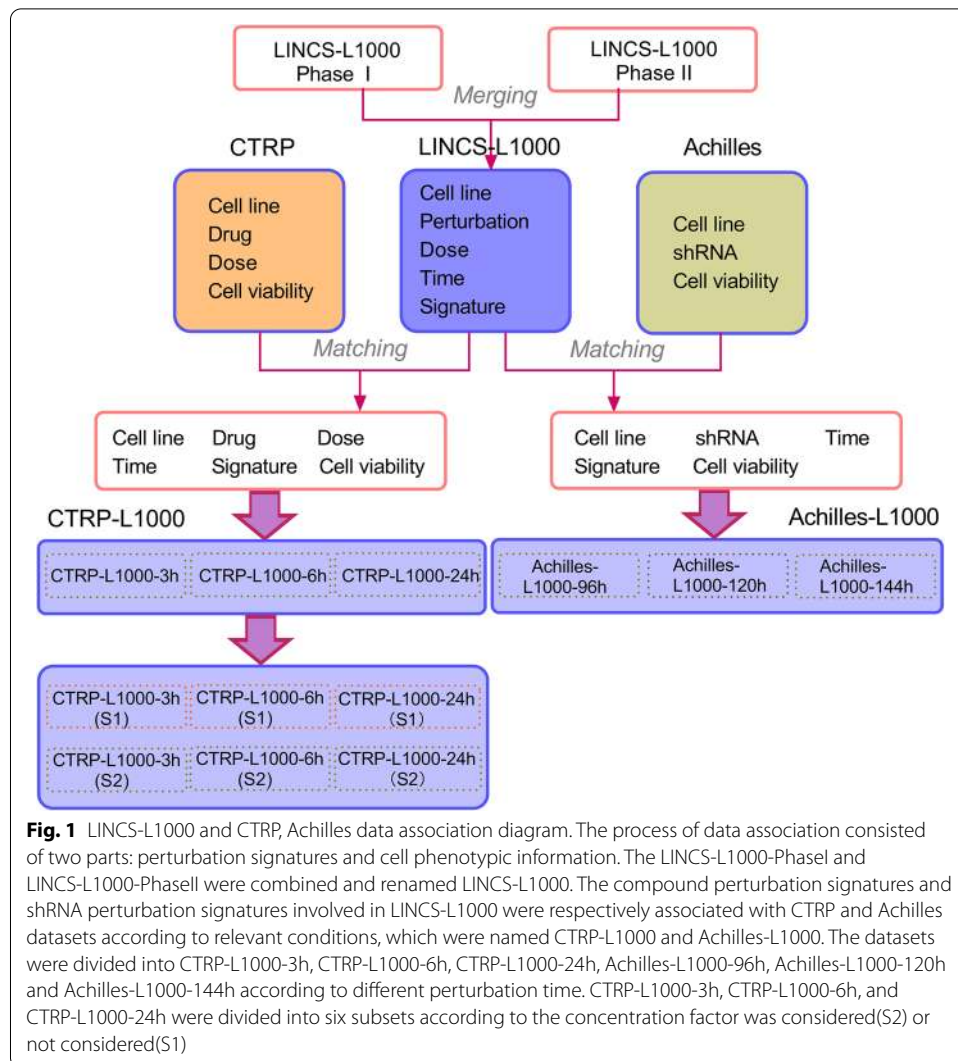 LINCS-L1000
Phase I
LINCS-L1000
Phase II
Merging
CTRP
LINCS-L1000
Achilles
Cell line
Drug
Dose
Cell viability
Cell line
Perturbation
Dose
Time
Signature
Cell line
shRNA
Cell viability
Matching
Matching
Cell line Drug Dose
Time Signature Cell viability
Cell line shRNA Time
Signature Cell viability
CTRP-L1000
Achilles-L1000
CTRP-L1000-3h
CTRP-L1000-6h
CTRP-L1000-24h
Achilles-
L1000-96h
Achilles-
L1000-120h
Achilles-
L1000-144h
CTRP-L1000-3h
(S1)
CTRP-L1000-6h
(S1)
CTRP-L1000-24h
(S1)
CTRP-L1000-3h
(S2)
CTRP-L1000-6h
(S2)
CTRP-L1000-24h
(S2)
Fig. 1 LINCS-L1000 and CTRP, Achilles data association diagram. The process of data association consisted
of two parts: perturbation signatures and cell phenotypic information. The LINCS-L1000-PhaseI and
LINCS-L1000-PhaseII were combined and renamed LINCS-L1000. The compound perturbation signatures and
shRNA perturbation signatures involved in LINCS-L1000 were respectively associated with CTRP and Achilles
datasets according to relevant conditions, which were named CTRP-L1000 and Achilles-L1000. The datasets
were divided into CTRP-L1000-3h, CTRP-L1000-6h, CTRP-L1000-24h, Achilles-L1000-96h, Achilles-L1000-120h
and Achilles-L1000-144h according to different perturbation time. CTRP-L1000-3h, CTRP-L1000-6h, and
CTRP-L1000-24h were divided into six subsets according to the concentration factor was considered(S2) or
not considered(S1)